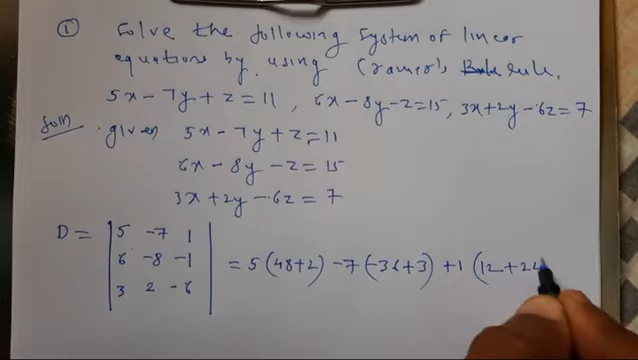 ① Solve the following System of linear
equations by using Cramer's rule.
5x - 7y + z = 11 , 6x - 8y - z = 15, 3x + 2y - 6z = 7
Soln . given 5x - 7y + z = 11
6x - 8y - z = 15
3x + 2y - 6z = 7
D = | 5 -7 1 |
| 6 -8 -1 | = 5 (48+2) - 7 (-36+3) + 1 (12+24
| 3 2 -6 |